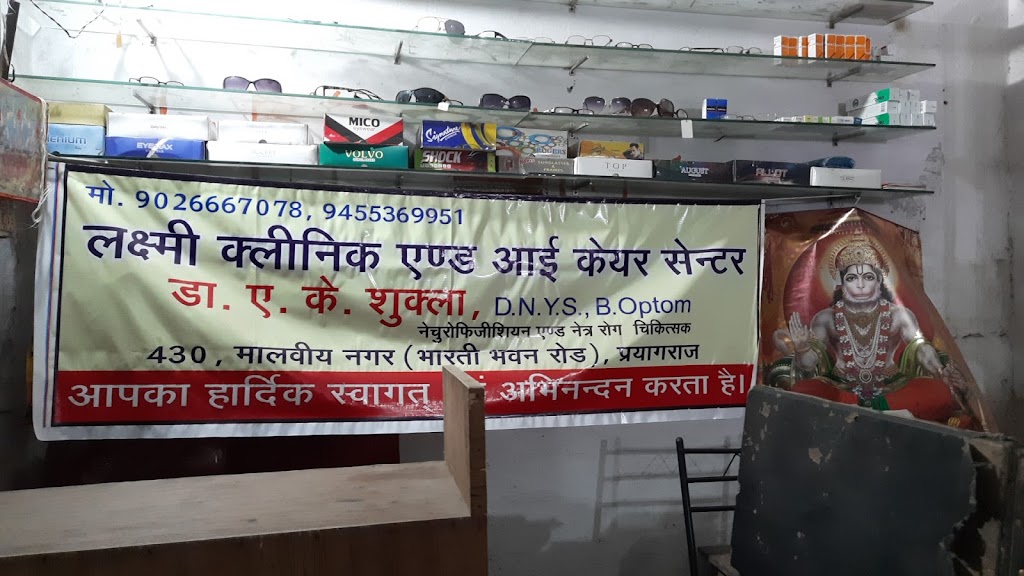 MICO
Signature
VOLVO
SHOCK
TOP
AUGUST
मो. 9026667078, 9455369951
लक्ष्मी क्लीनिक एण्ड आई केयर सेन्टर
डा. ए. के. शुक्ला, D.N.Y.S., B.Optom
नेचुरोफिजीशियन एण्ड नेत्र रोग चिकित्सक
430, मालवीय नगर (भारती भवन रोड), प्रयागराज
आपका हार्दिक स्वागत अभिनन्दन करता है।